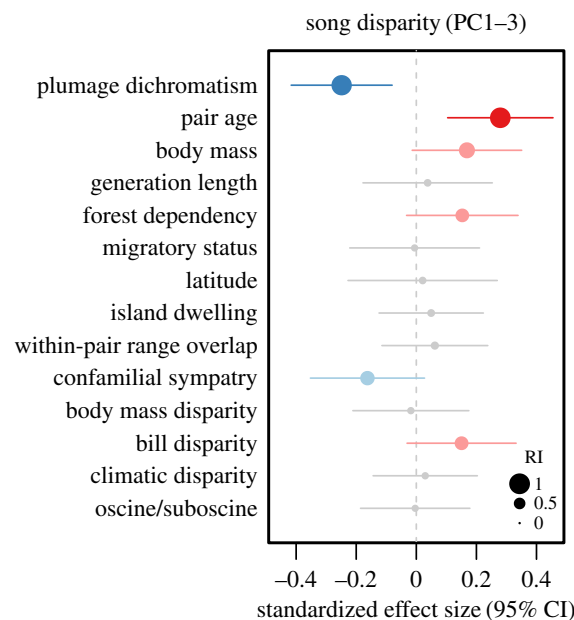 song disparity (PC1–3)
plumage dichromatism
pair age
body mass
generation length
forest dependency
migratory status
latitude
island dwelling
within-pair range overlap
confamilial sympatry
body mass disparity
bill disparity
climatic disparity
oscine/suboscine
RI
1
0.5
0
–0.4 –0.2 0 0.2 0.4
standardized effect size (95% CI)